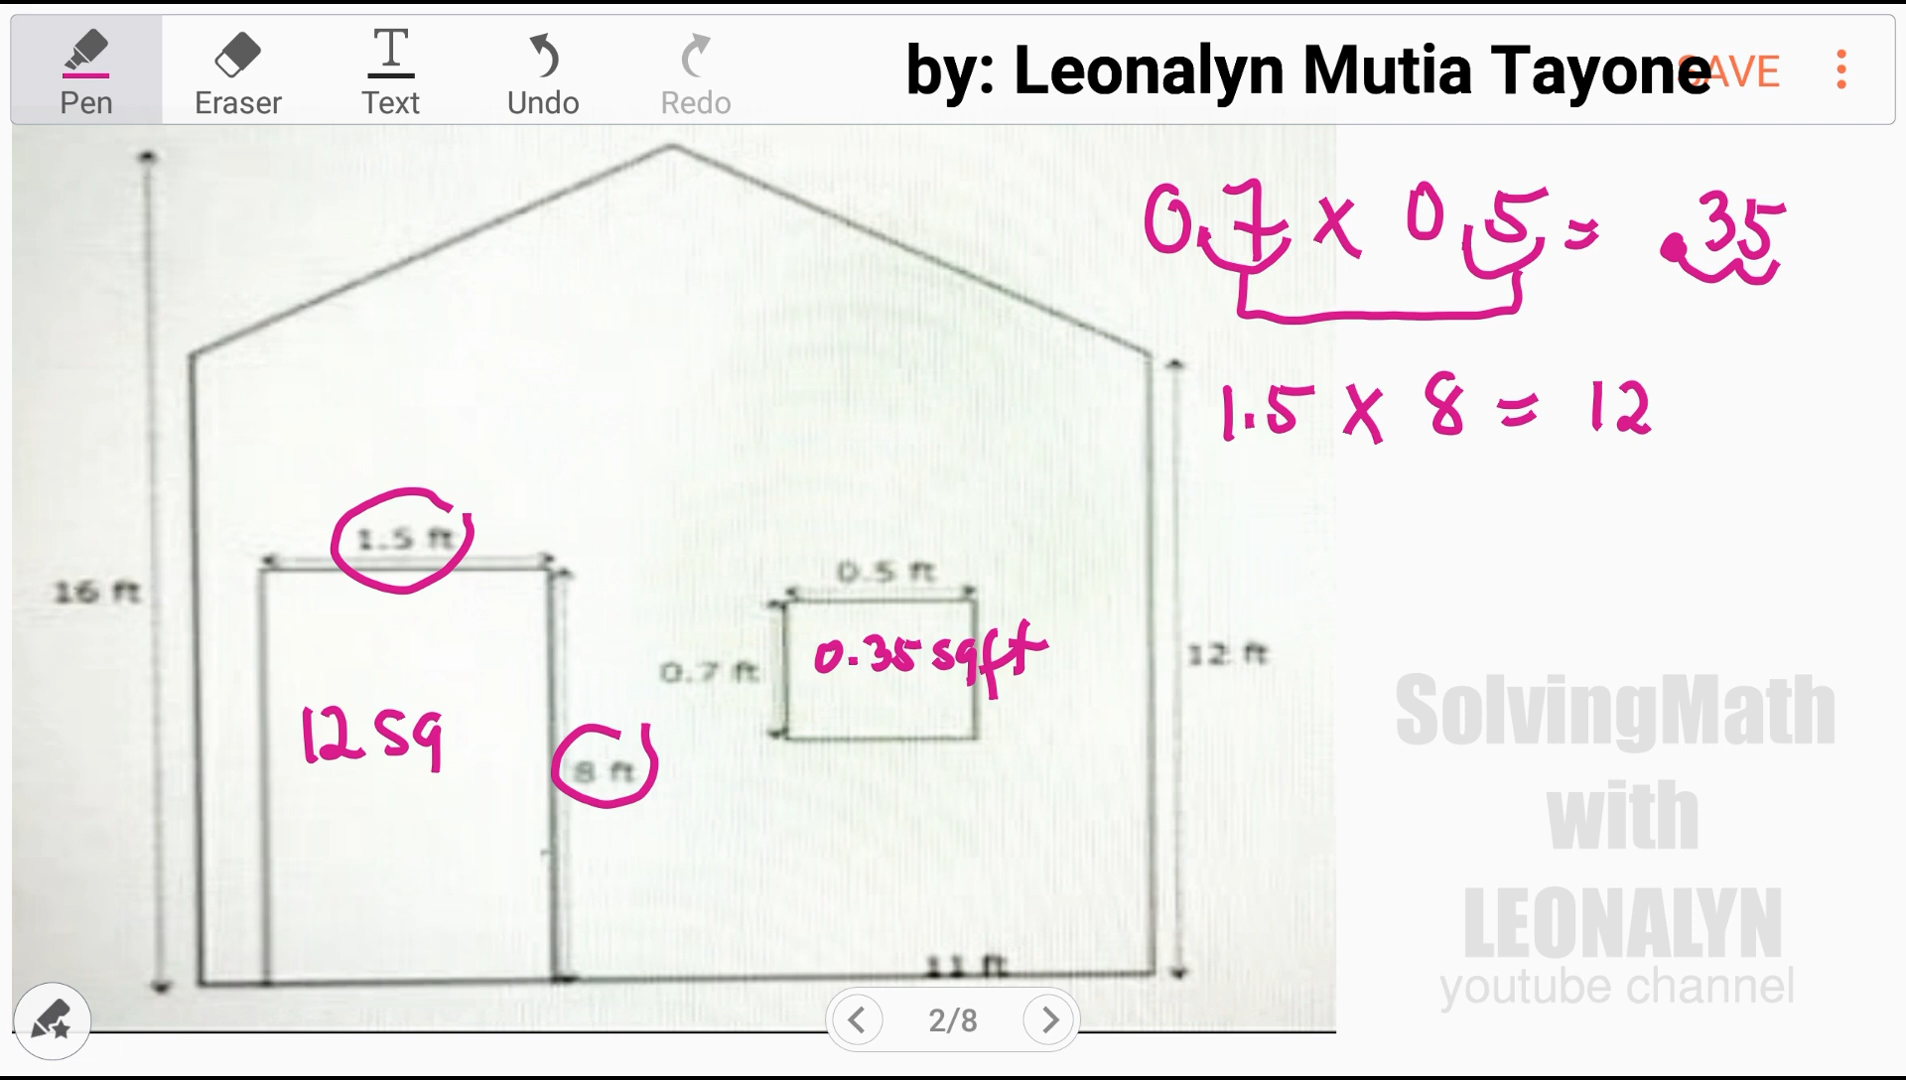 Pen
Eraser
Text
Undo
Redo
by: Leonalyn Mutia Tayone
SAVE
0.7 x 0.5 = .35
1.5 x 8 = 12
1.5 ft
16 ft
0.5 ft
0.7 ft
0.35 sq ft
12 ft
12 sq
8 ft
11 ft
SolvingMath
with
LEONALYN
youtube channel
2/8